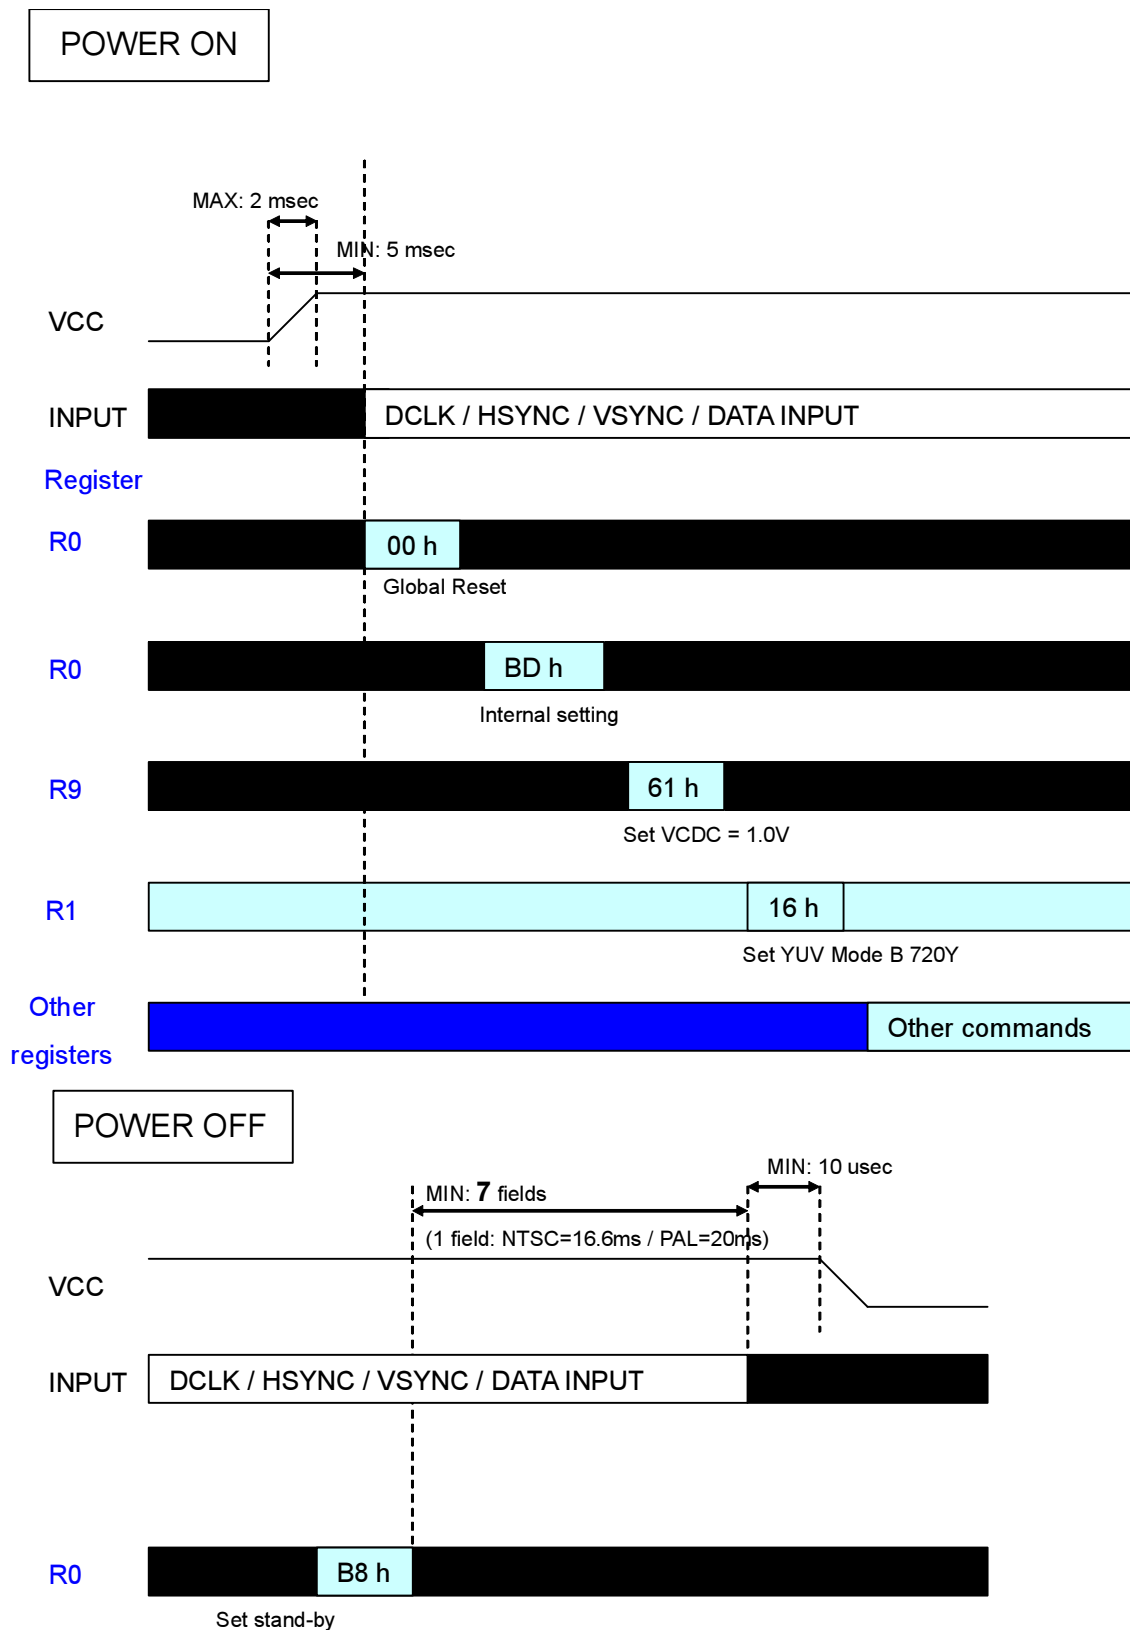 POWER ON
MAX: 2 msec
MIN: 5 msec
VCC
INPUT DCLK / HSYNC / VSYNC / DATA INPUT
Register
R0 00 h
Global Reset
R0 BD h
Internal setting
R9 61 h
Set VCDC = 1.0V
R1 16 h
Set YUV Mode B 720Y
Other
registers
Other commands
POWER OFF
MIN: 10 usec
MIN: 7 fields
(1 field: NTSC=16.6ms / PAL=20ms)
VCC
INPUT DCLK / HSYNC / VSYNC / DATA INPUT
R0 B8 h
Set stand-by